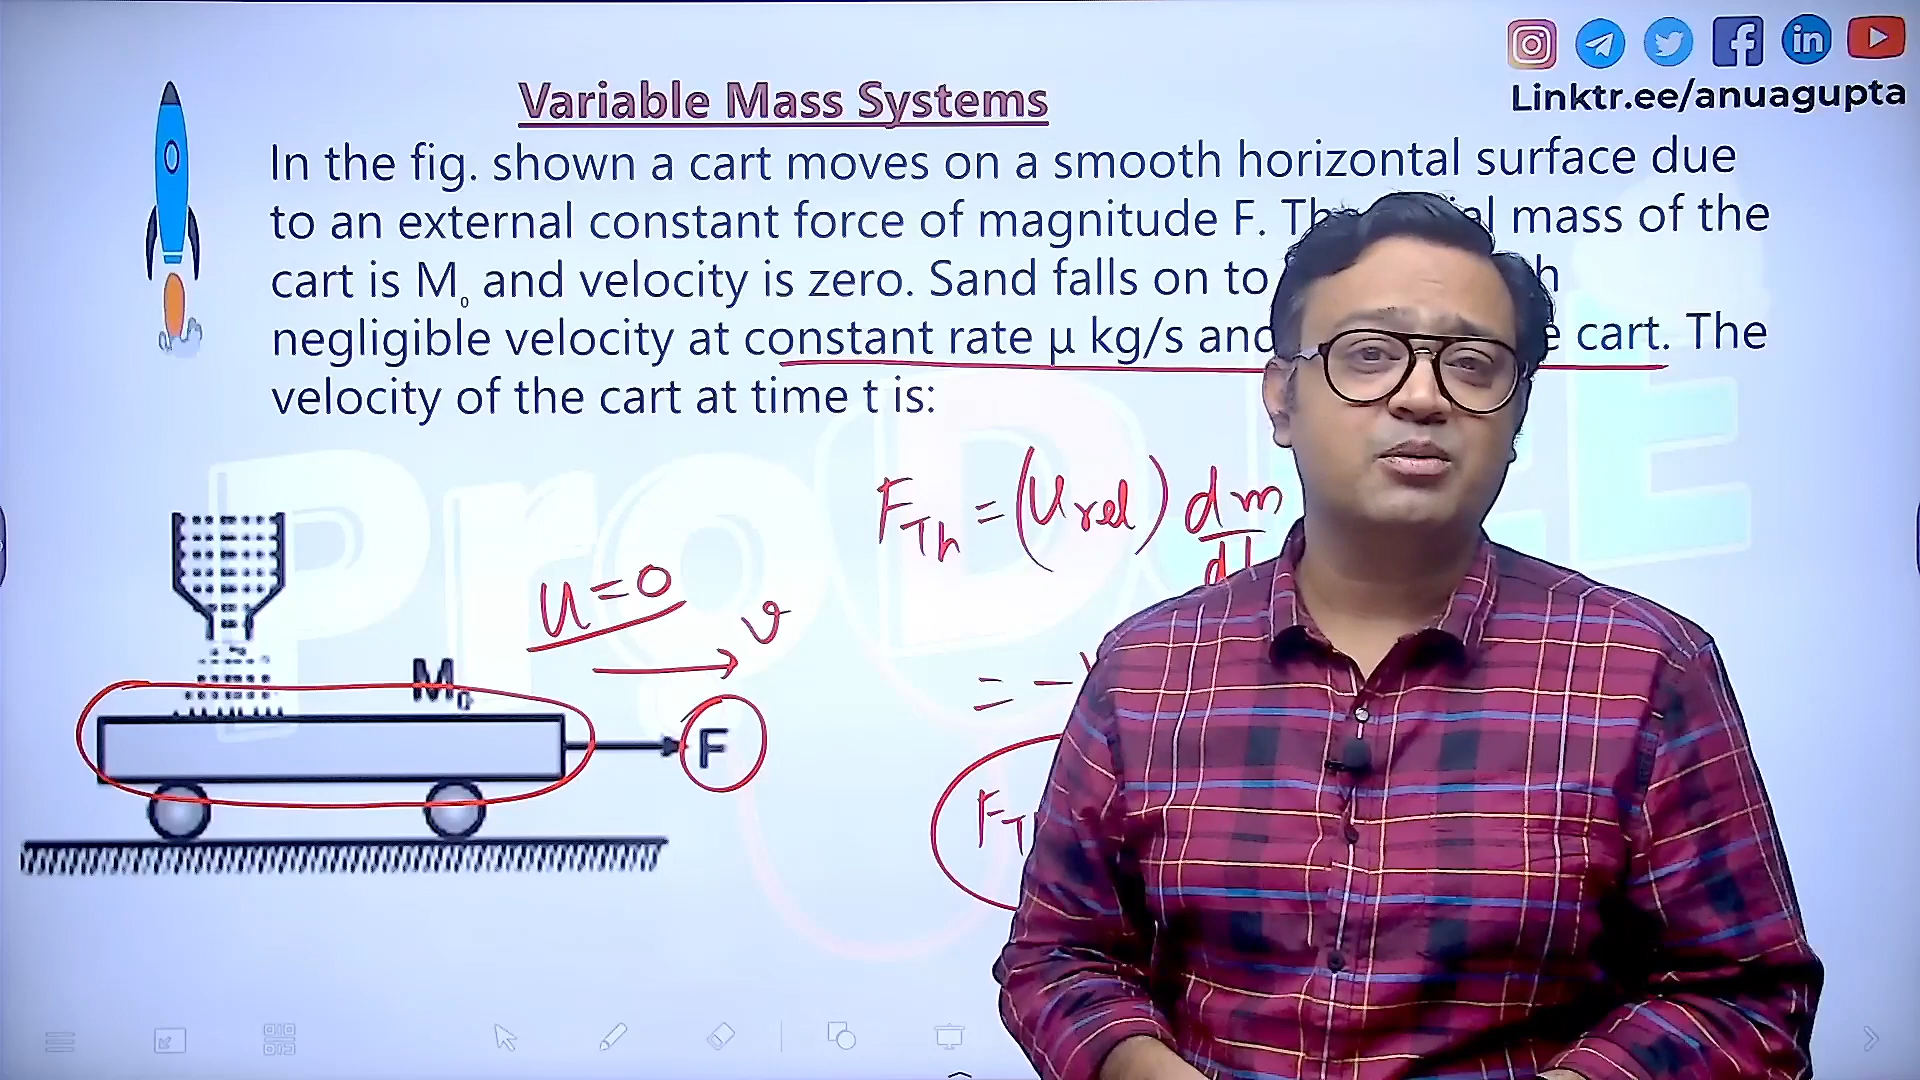 Linktr.ee/anuagupta
Variable Mass Systems
In the fig. shown a cart moves on a smooth horizontal surface due
to an external constant force of magnitude F. mass of the
cart is M₀ and velocity is zero. Sand falls on to
negligible velocity at constant rate μ kg/s and cart. The
velocity of the cart at time t is:
F_Th = (u rel) dm
u=0
v
M₀
= -
F
F_T
Pro